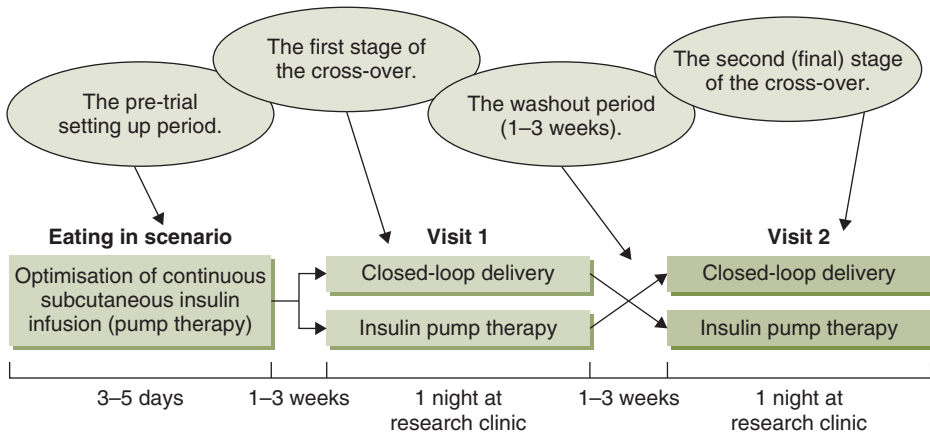 The pre-trial
setting up period.
The first stage of
the cross-over.
The washout period
(1–3 weeks).
The second (final) stage
of the cross-over.
Eating in scenario
Optimisation of continuous
subcutaneous insulin
infusion (pump therapy)
Visit 1
Closed-loop delivery
Insulin pump therapy
Visit 2
Closed-loop delivery
Insulin pump therapy
3–5 days
1–3 weeks
1 night at
research clinic
1–3 weeks
1 night at
research clinic